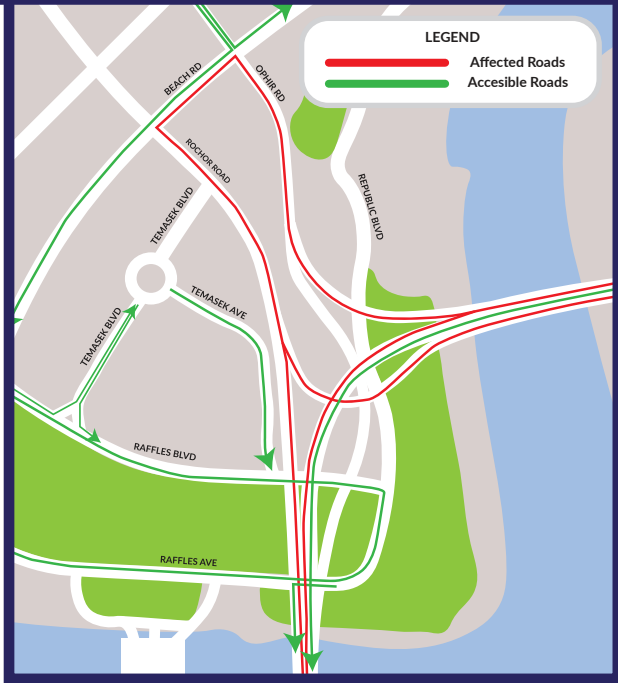 LEGEND
Affected Roads
Accesible Roads
BEACH RD
OPHIR RD
ROCHOR ROAD
TEMASEK BLVD
REPUBLIC BLVD
TEMASEK AVE
TEMASEK BLVD
RAFFLES BLVD
RAFFLES AVE